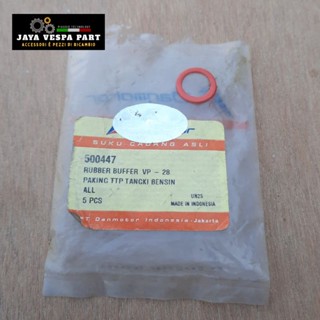 JAYA VESPA PART
ACCESSORI E PEZZI DI RICAMBIO
SUKU CADANG ASLI
500447
RUBBER BUFFER VP - 28
PAKING TTP TANGKI BENSIN
ALL
5 PCS
UN25
MADE IN INDONESIA
PT. Danmotor Indonesia-Jakarta